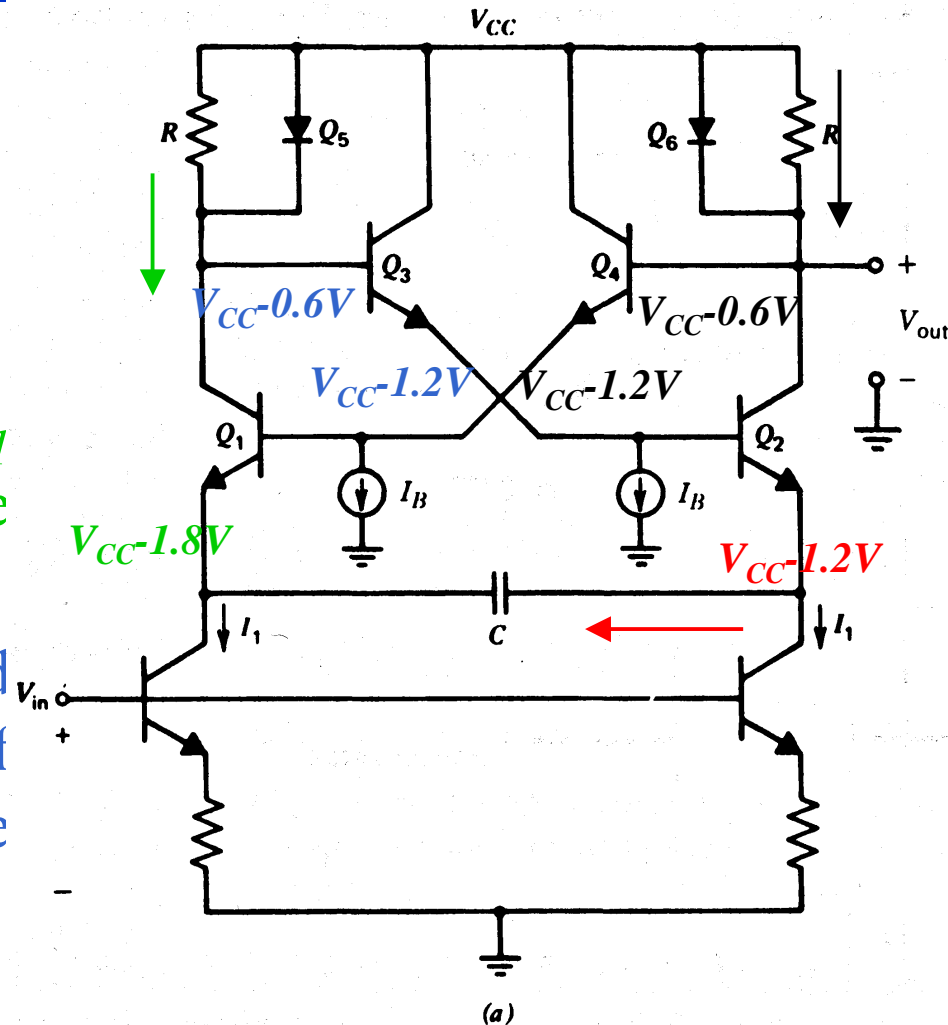 VCC
R
Q5
Q6
R
Q3
Q4
+
VCC-0.6V
VCC-0.6V
Vout
VCC-1.2V
VCC-1.2V
−
Q1
Q2
IB
IB
VCC-1.8V
VCC-1.2V
C
I1
I1
Vin
+
−
(a)